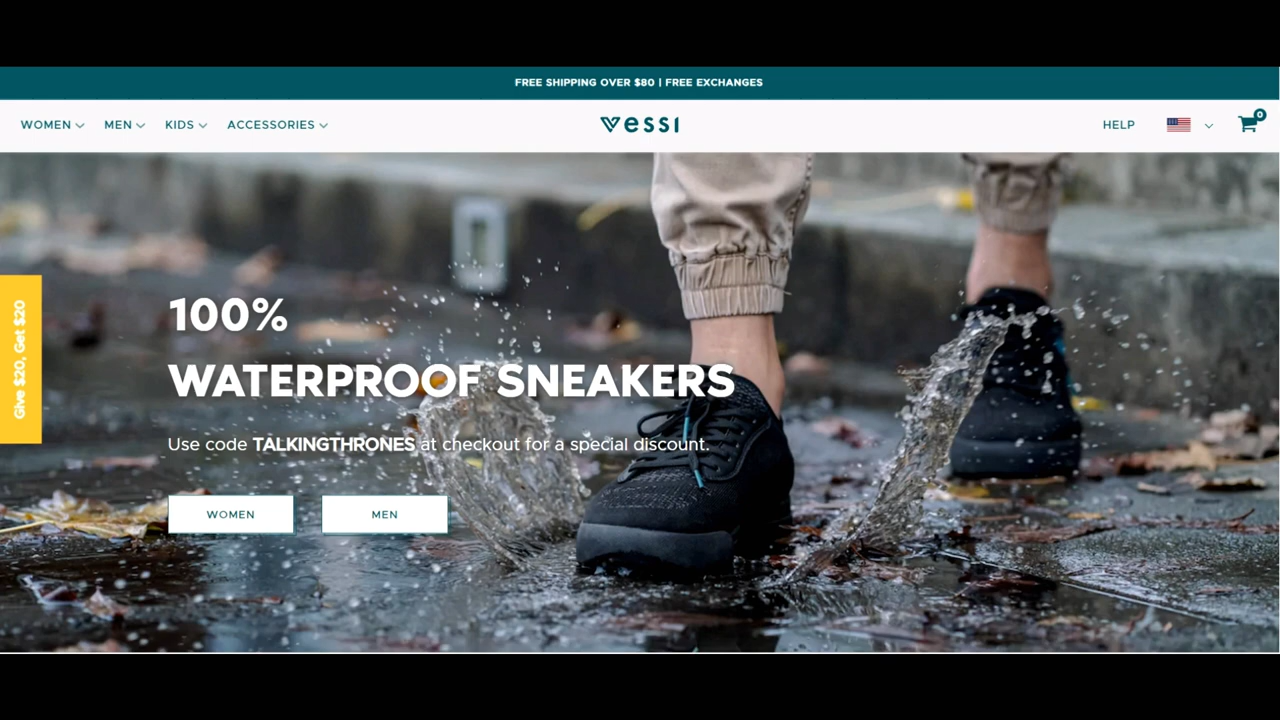 FREE SHIPPING OVER $80 | FREE EXCHANGES
WOMEN MEN KIDS ACCESSORIES vessi HELP 0
Give $20, Get $20
100%
WATERPROOF SNEAKERS
Use code TALKINGTHRONES at checkout for a special discount.
WOMEN MEN